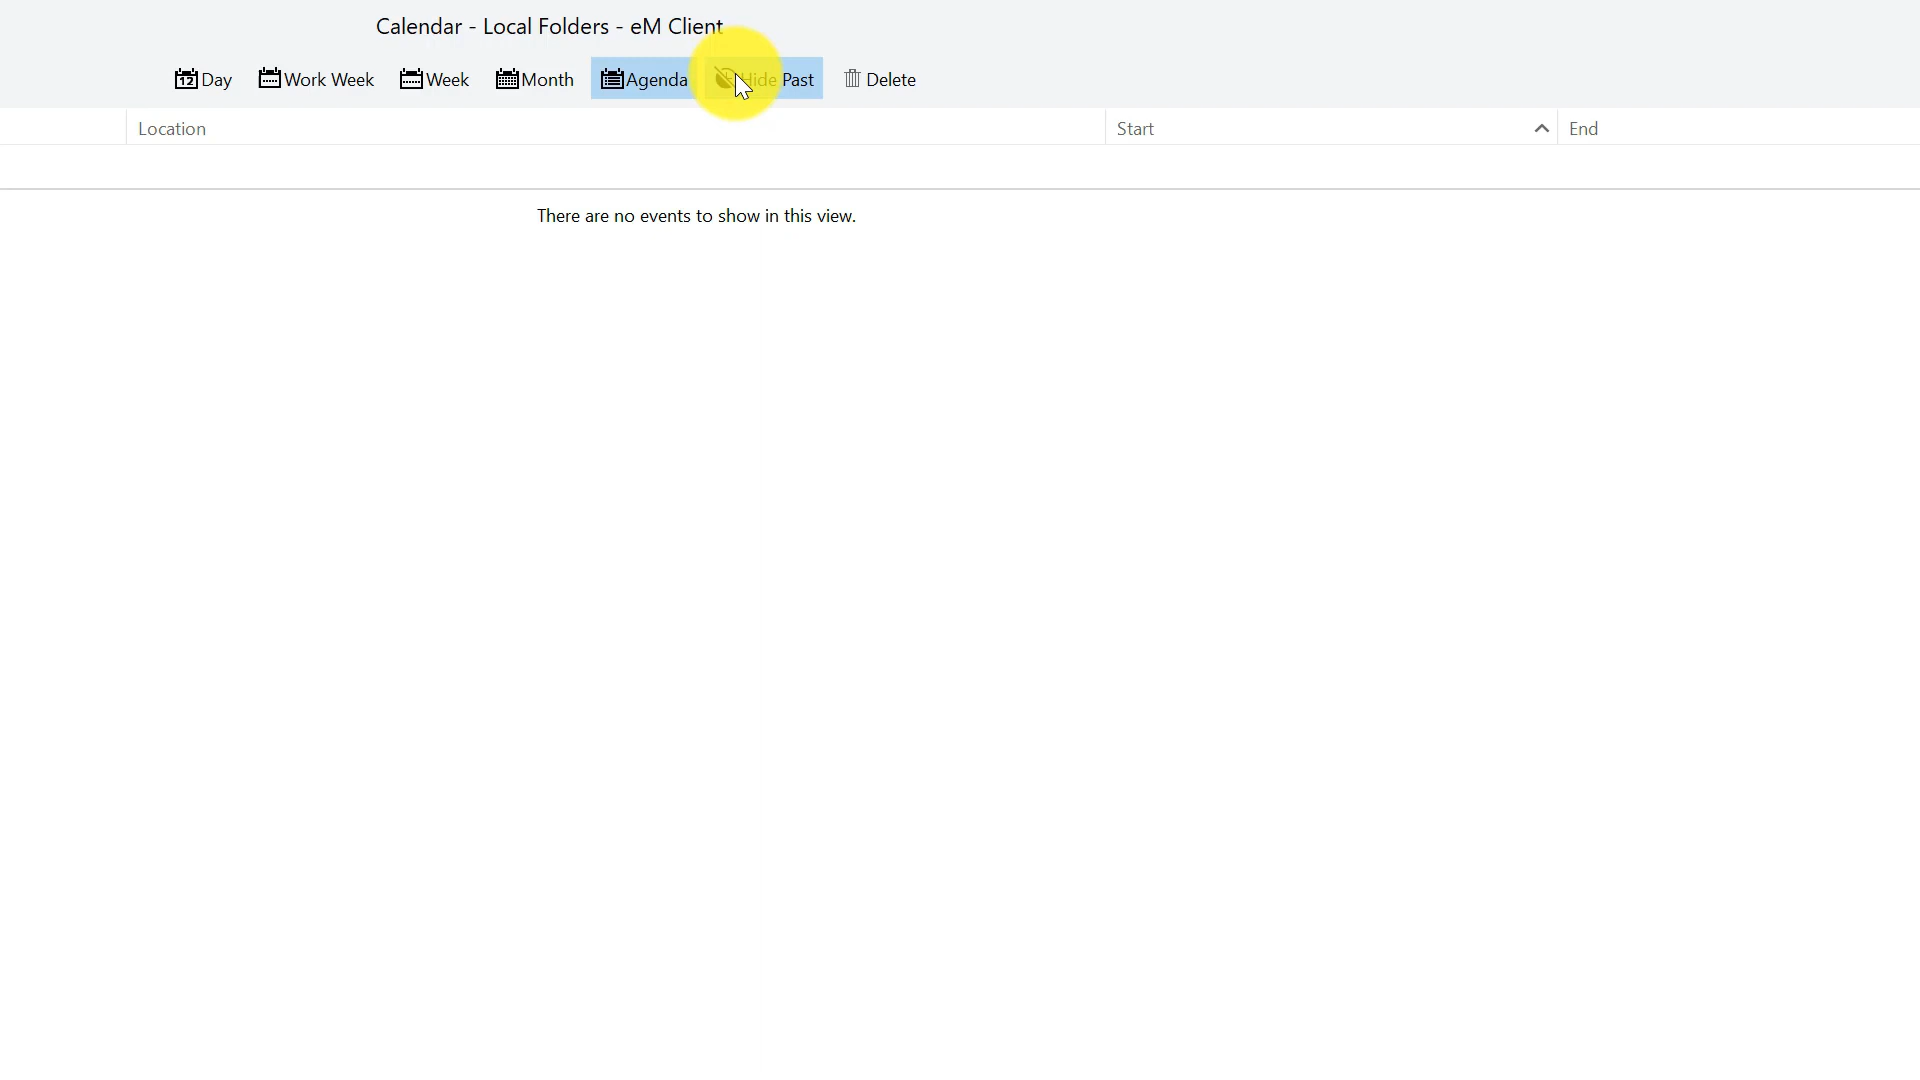 Calendar - Local Folders - eM Client
12 Day Work Week Week Month Agenda Hide Past Delete
Location Start End
There are no events to show in this view.